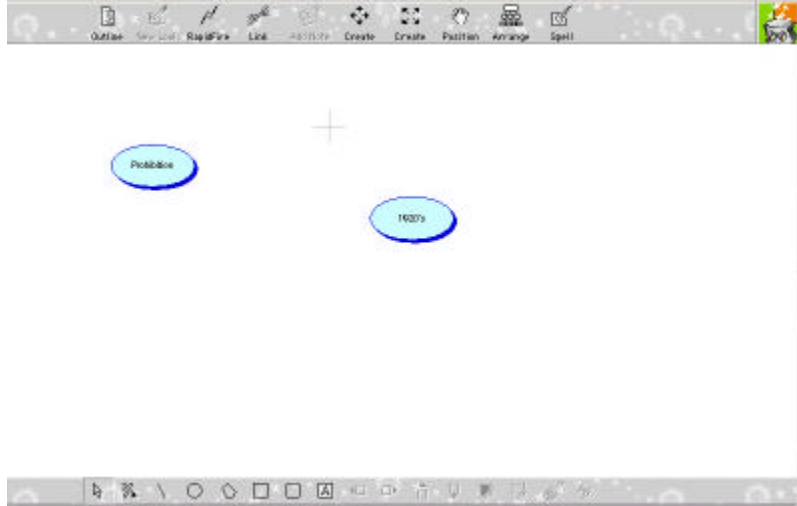 Outline RapidFire Link Create Create Position Arrange Spell
Prohibition
1920's
A